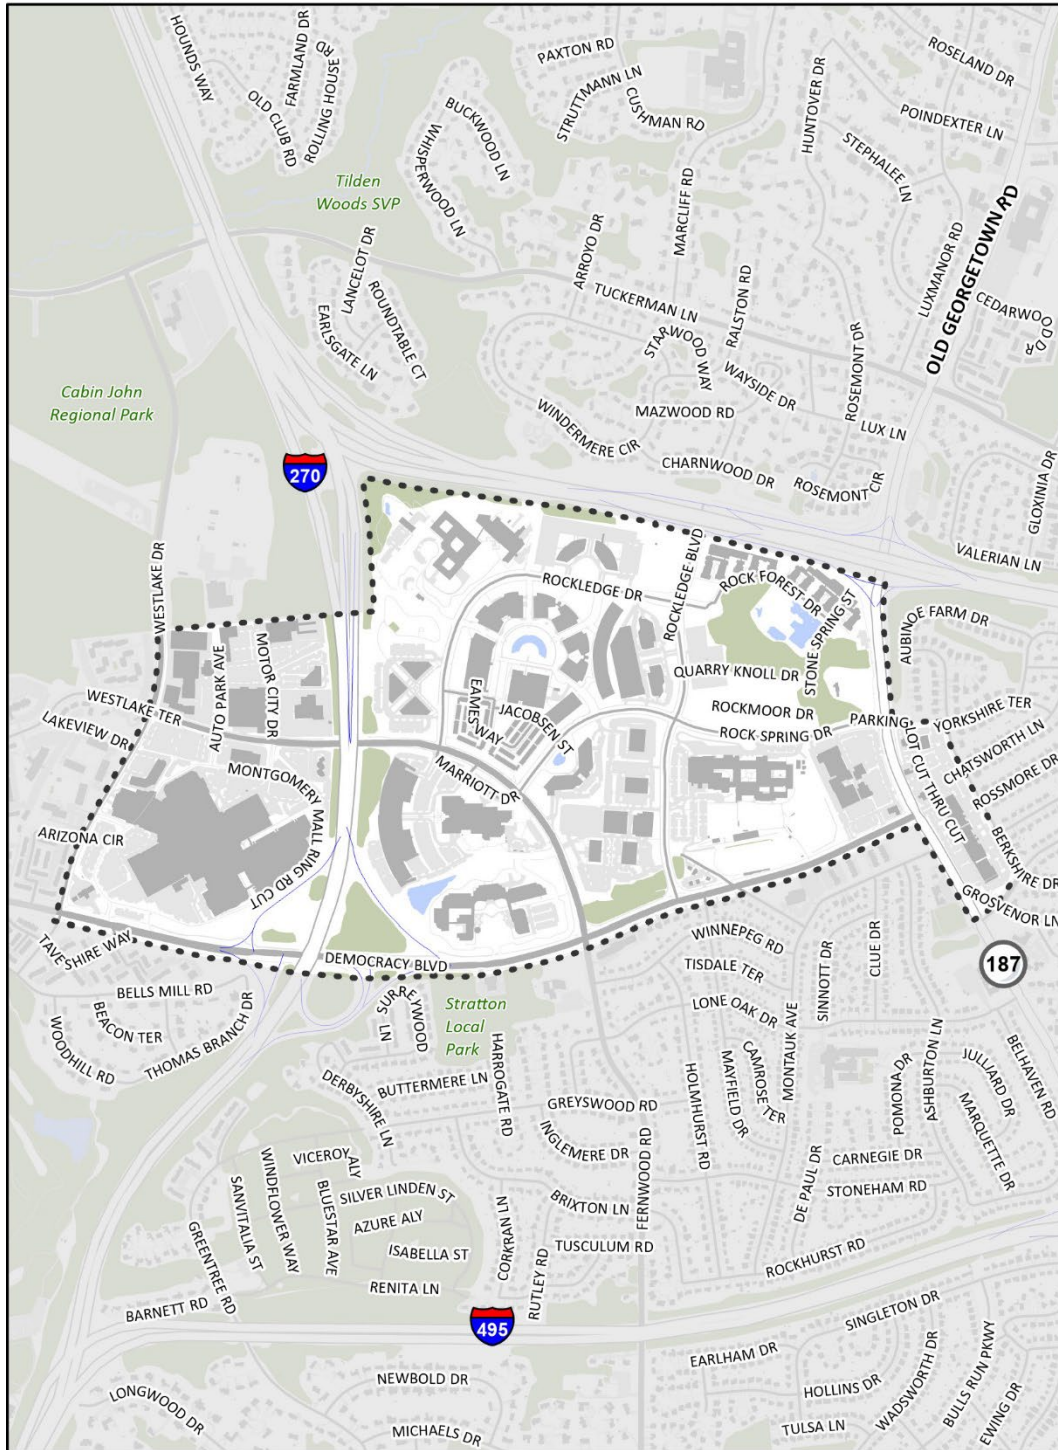 HOUNDS WAY
FARMLAND DR
ROLLING HOUSE RD
OLD CLUB RD
PAXTON RD
STRUTTMANN LN
CUSHMAN RD
BUCKWOOD LN
WHISPERWOOD LN
HUNTOVER DR
ROSELAND DR
POINDEXTER LN
STEPHALEE LN
Tilden
Woods SVP
MARCLIFF RD
LUXMANOR RD
OLD GEORGETOWN RD
LANCELOT DR
ROUNDTABLE CT
EARLSGATE LN
ARROYO DR
TUCKERMAN LN
RALSTON RD
STARWOOD WAY
CEDARWOOD DR
WAYSIDE DR
ROSEMONT DR
Cabin John
Regional Park
MAZWOOD RD
LUX LN
WINDERMERE CIR
CHARNWOOD DR
ROSEMONT CIR
GLOXINIA DR
270
VALERIAN LN
WESTLAKE DR
ROCKLEDGE DR
ROCKLEDGE BLVD
ROCK FOREST DR
STONE SPRING ST
AUBINOE FARM DR
AUTO PARK AVE
MOTOR CITY DR
QUARRY KNOLL DR
WESTLAKE TER
LAKEVIEW DR
EAMES WAY
JACOBSEN ST
ROCKMOOR DR
ROCK SPRING DR
PARKING LOT CUT THRU CUT
YORKSHIRE TER
CHATSWORTH LN
ROSSMORE DR
MARRIOTT DR
MONTGOMERY MALL RING RD CUT
ARIZONA CIR
BERKSHIRE DR
GROSVENOR LN
TAVESHIRE WAY
DEMOCRACY BLVD
WINNEPEG RD
TISDALE TER
CLUE DR
SINNOTT DR
187
BELLS MILL RD
BEACON TER
WOODHILL RD
THOMAS BRANCH DR
SURREYWOOD LN
Stratton
Local
Park
LONE OAK DR
MONTAUK AVE
CAMROSE TER
MAYFIELD DR
HOLMHURST RD
HARROGATE RD
DERBYSHIRE LN
BUTTERMERE LN
GREYSWOOD RD
INGLEMERE DR
POMONA DR
ASHBURTON LN
JULLIARD DR
BELHAVEN RD
MARQUETTE DR
CARNEGIE DR
STONEHAM RD
DE PAUL DR
VICEROY ALY
SILVER LINDEN ST
AZURE ALY
ISABELLA ST
RENITA LN
BLUESTAR AVE
WINDFLOWER WAY
SANVITALIA ST
GREENTREE RD
BARNETT RD
CORKRAN LN
RUTLEY RD
BRIXTON LN
TUSCULUM RD
FERNWOOD RD
ROCKHURST RD
495
SINGLETON DR
EARLHAM DR
HOLLINS DR
TULSA LN
WADSWORTH DR
BULLS RUN PKWY
EWING DR
NEWBOLD DR
MICHAELS DR
LONGWOOD DR